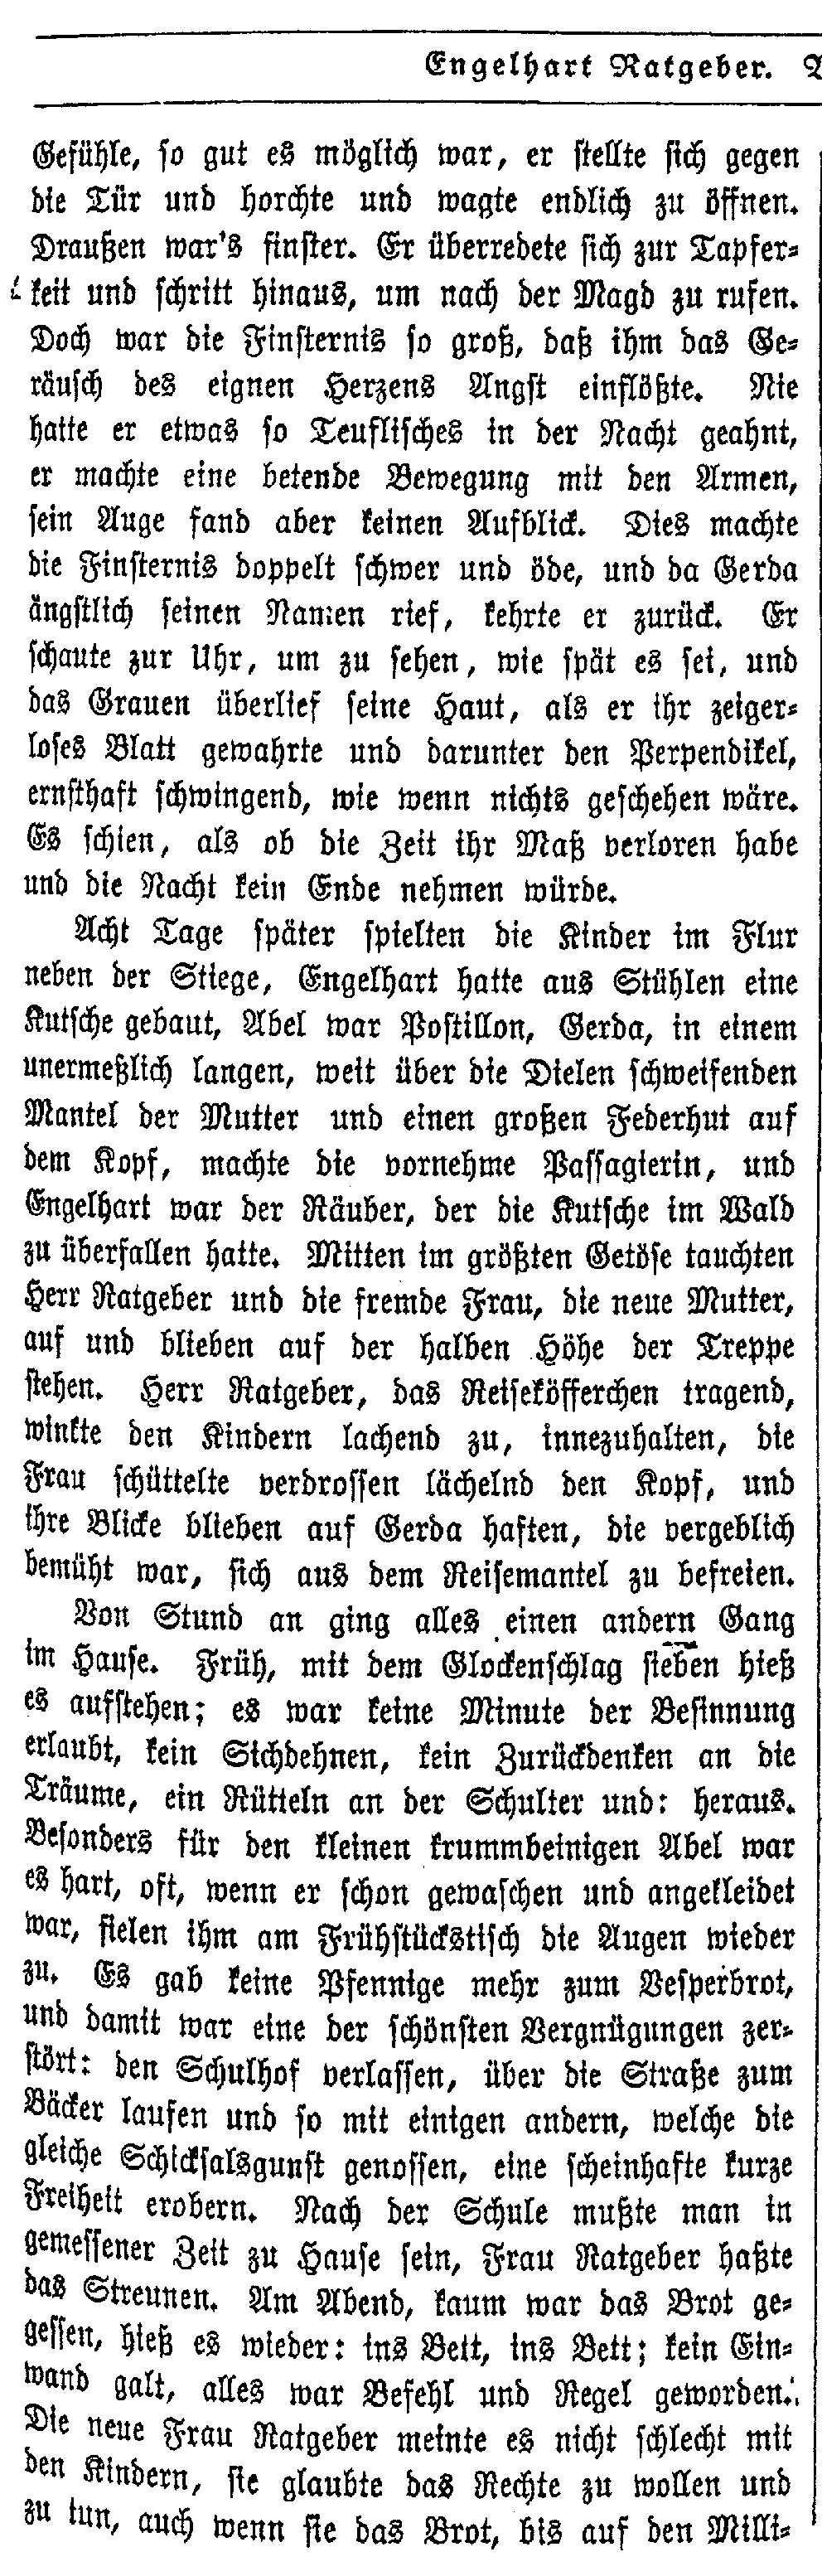 Engelhart Ratgeber.
Gefühle, so gut es möglich war, er stellte sich gegen
die Tür und horchte und wagte endlich zu öffnen.
Draußen war's finster. Er überredete sich zur Tapfer-
keit und schritt hinaus, um nach der Magd zu rufen.
Doch war die Finsternis so groß, daß ihm das Ge-
räusch des eignen Herzens Angst einflößte. Nie
hatte er etwas so Teuflisches in der Nacht geahnt,
er machte eine betende Bewegung mit den Armen,
sein Auge fand aber keinen Aufblick. Dies machte
die Finsternis doppelt schwer und öde, und da Gerda
ängstlich seinen Namen rief, kehrte er zurück. Er
schaute zur Uhr, um zu sehen, wie spät es sei, und
das Grauen überlief seine Haut, als er ihr zeiger-
loses Blatt gewahrte und darunter den Perpendikel,
ernsthaft schwingend, wie wenn nichts geschehen wäre.
Es schien, als ob die Zeit ihr Maß verloren habe
und die Nacht kein Ende nehmen würde.
Acht Tage später spielten die Kinder im Flur
neben der Stiege, Engelhart hatte aus Stühlen eine
Kutsche gebaut, Abel war Postillon, Gerda, in einem
unermeßlich langen, weit über die Dielen schweifenden
Mantel der Mutter und einen großen Federhut auf
dem Kopf, machte die vornehme Passagierin, und
Engelhart war der Räuber, der die Kutsche im Wald
zu überfallen hatte. Mitten im größten Getöse tauchten
Herr Ratgeber und die fremde Frau, die neue Mutter,
auf und blieben auf der halben Höhe der Treppe
stehen. Herr Ratgeber, das Reiseköfferchen tragend,
winkte den Kindern lachend zu, innezuhalten, die
Frau schüttelte verdrossen lächelnd den Kopf, und
ihre Blicke blieben auf Gerda haften, die vergeblich
bemüht war, sich aus dem Reisemantel zu befreien.
Von Stund an ging alles einen andern Gang
im Hause. Früh, mit dem Glockenschlag sieben hieß
es aufstehen; es war keine Minute der Besinnung
erlaubt, kein Sichdehnen, kein Zurückdenken an die
Träume, ein Rütteln an der Schulter und: heraus.
Besonders für den kleinen krummbeinigen Abel war
es hart, oft, wenn er schon gewaschen und angekleidet
war, fielen ihm am Frühstückstisch die Augen wieder
zu. Es gab keine Pfennige mehr zum Vesperbrot,
und damit war eine der schönsten Vergnügungen zer-
stört: den Schulhof verlassen, über die Straße zum
Bäcker laufen und so mit einigen andern, welche die
gleiche Schicksalsgunst genossen, eine scheinhafte kurze
Freiheit erobern. Nach der Schule mußte man in
gemessener Zeit zu Hause sein, Frau Ratgeber haßte
das Streunen. Am Abend, kaum war das Brot ge-
gessen, hieß es wieder: ins Bett, ins Bett; kein Ein-
wand galt, alles war Befehl und Regel geworden.
Die neue Frau Ratgeber meinte es nicht schlecht mit
den Kindern, sie glaubte das Rechte zu wollen und
zu tun, auch wenn sie das Brot, bis auf den Milli-